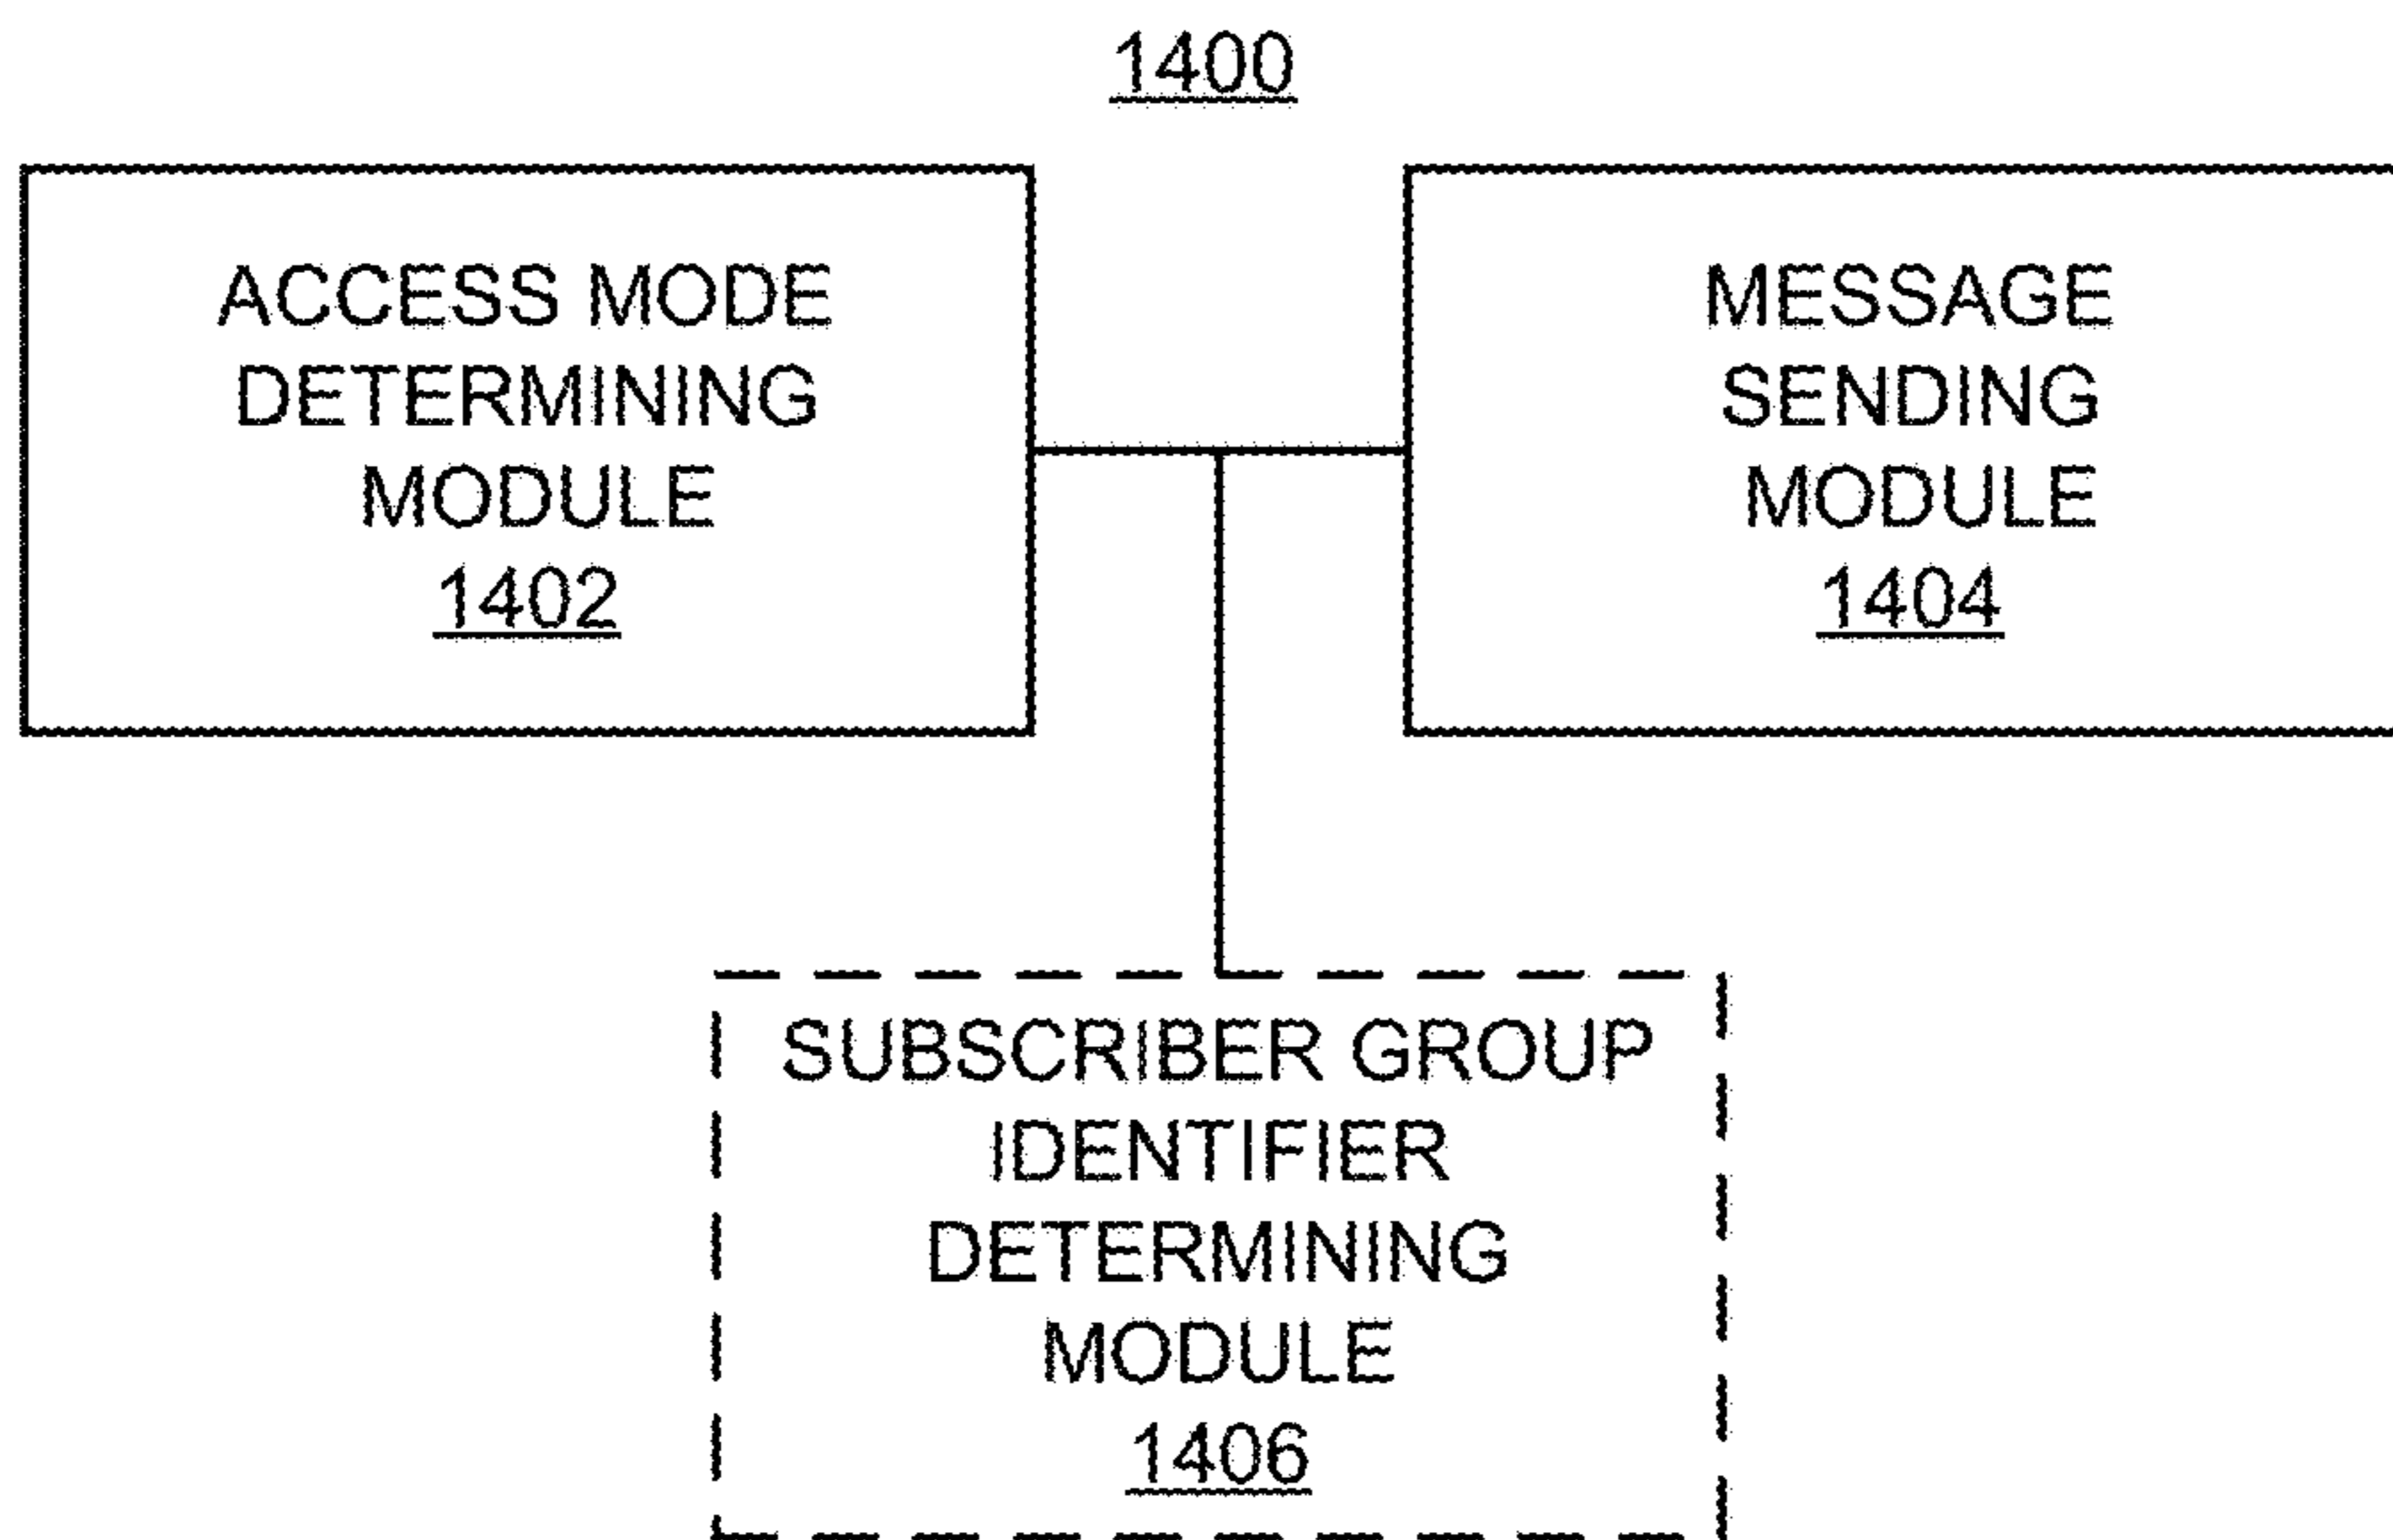 1400
ACCESS MODE
DETERMINING
MODULE
1402
MESSAGE
SENDING
MODULE
1404
SUBSCRIBER GROUP
IDENTIFIER
DETERMINING
MODULE
1406